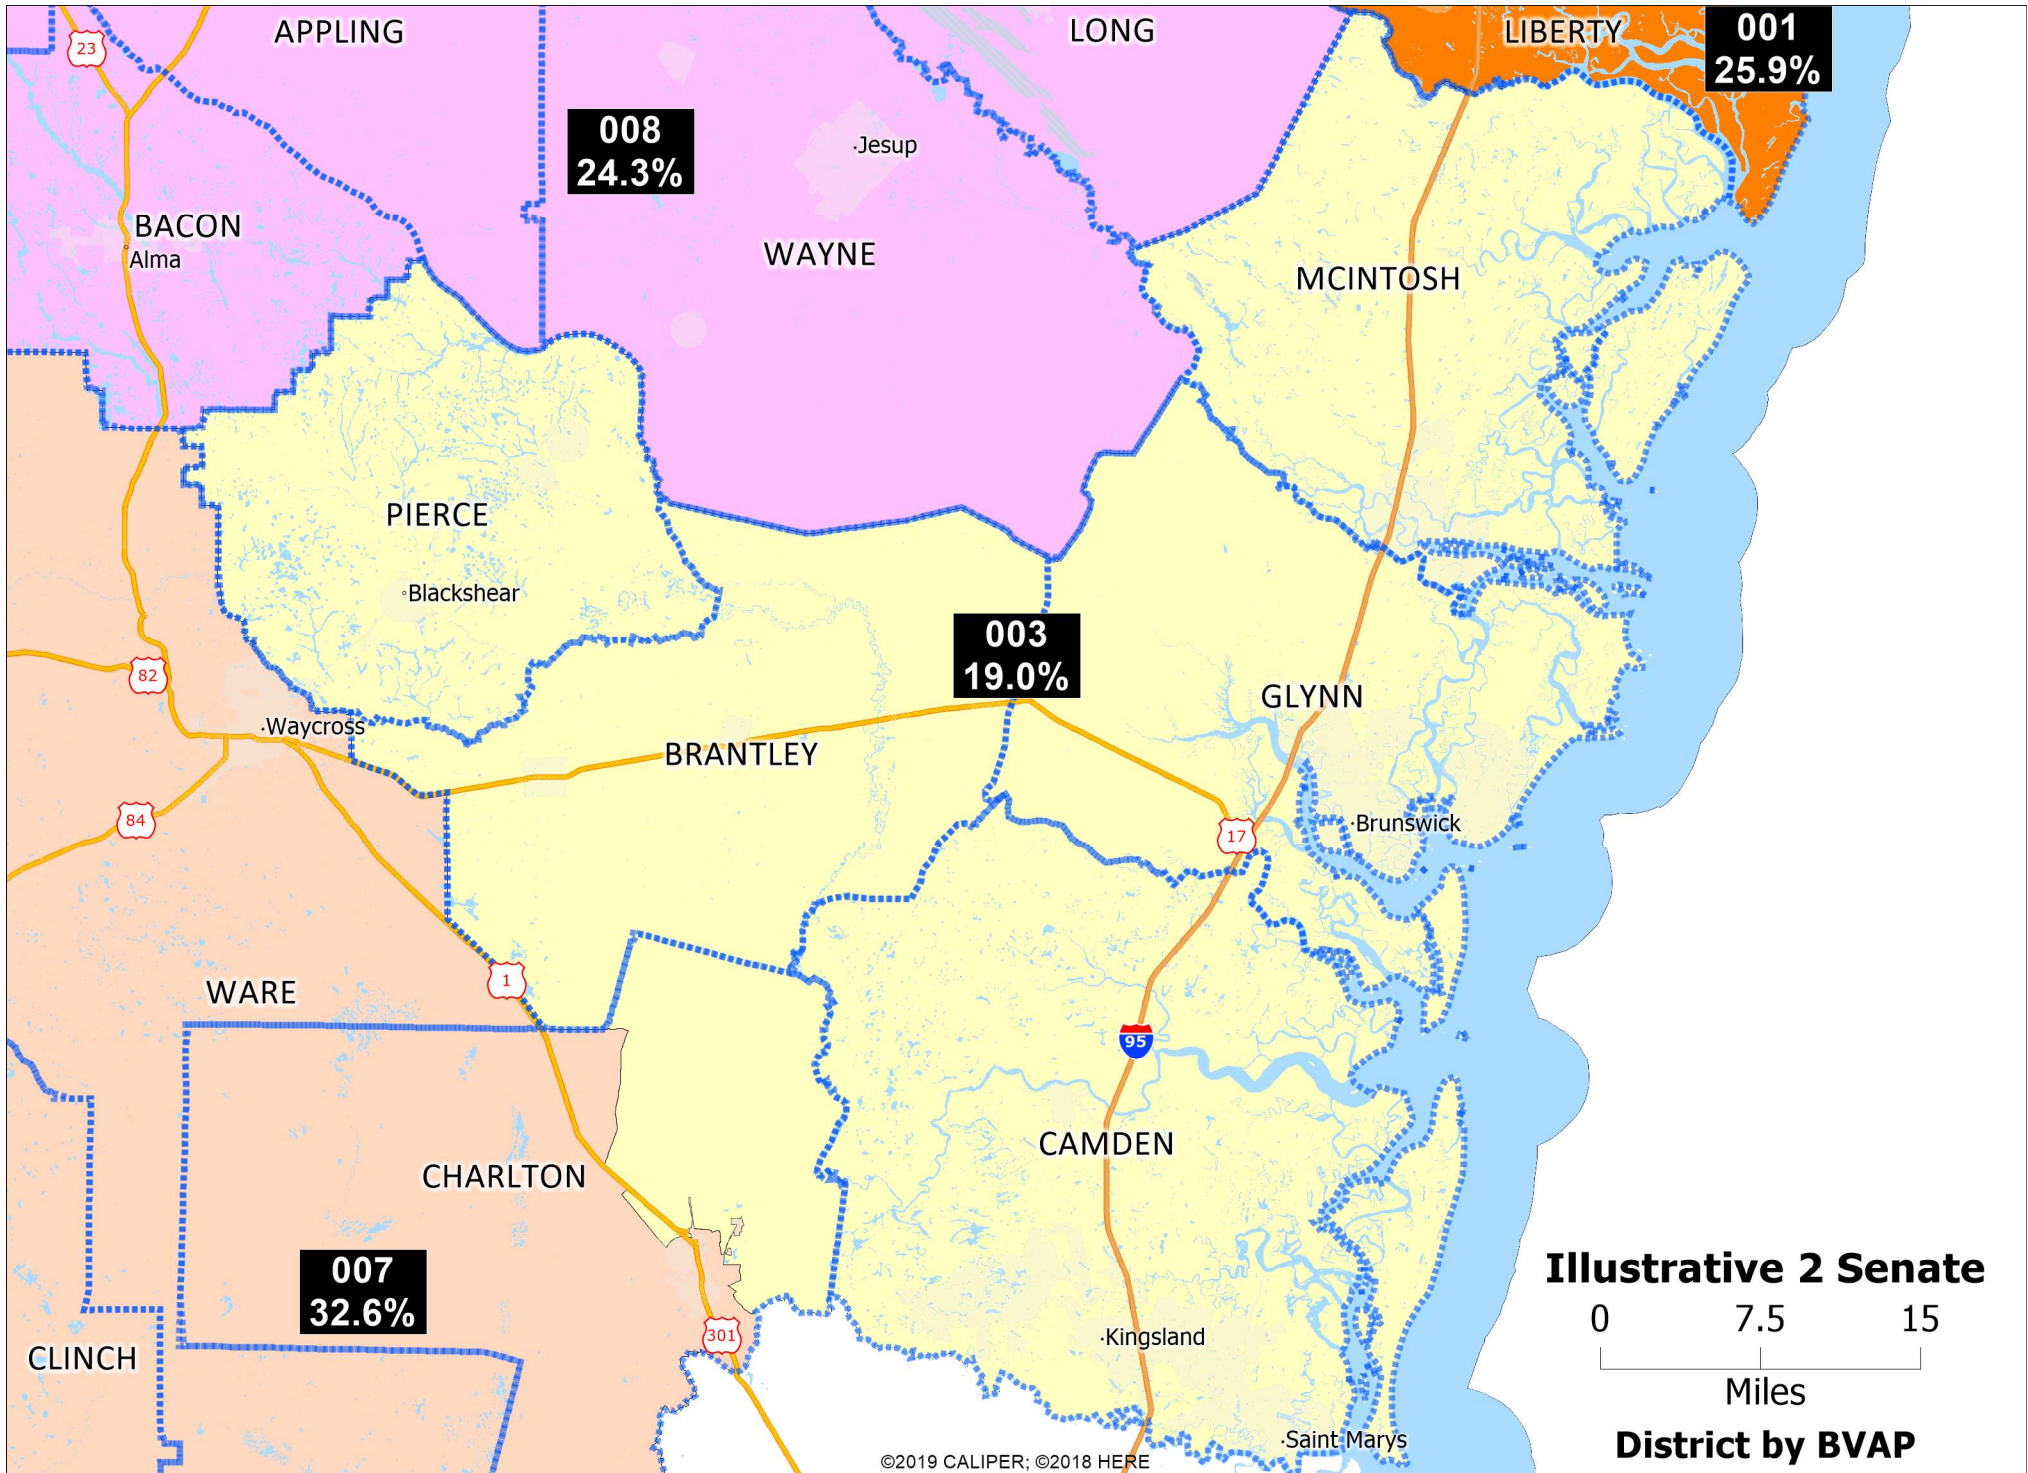 APPLING
LONG
LIBERTY
001
25.9%
23
008
24.3%
Jesup
BACON
Alma
WAYNE
MCINTOSH
PIERCE
Blackshear
003
19.0%
82
GLYNN
Waycross
BRANTLEY
84
17
Brunswick
1
WARE
95
CAMDEN
CHARLTON
007
32.6%
301
CLINCH
Kingsland
Saint Marys
Illustrative 2 Senate
0 7.5 15
Miles
District by BVAP
©2019 CALIPER; ©2018 HERE